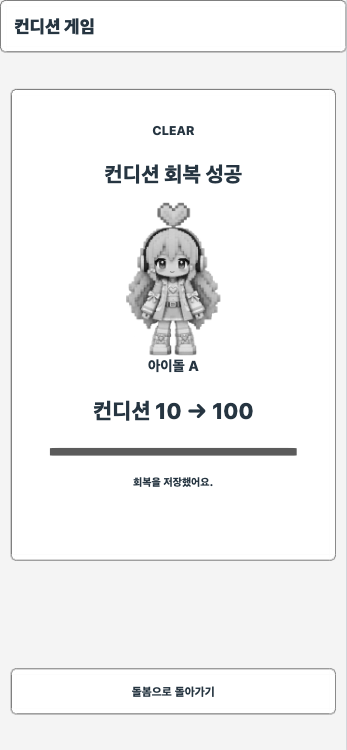 컨디션 게임
CLEAR
컨디션 회복 성공
아이돌 A
컨디션 10 → 100
회복을 저장했어요.
돌봄으로 돌아가기